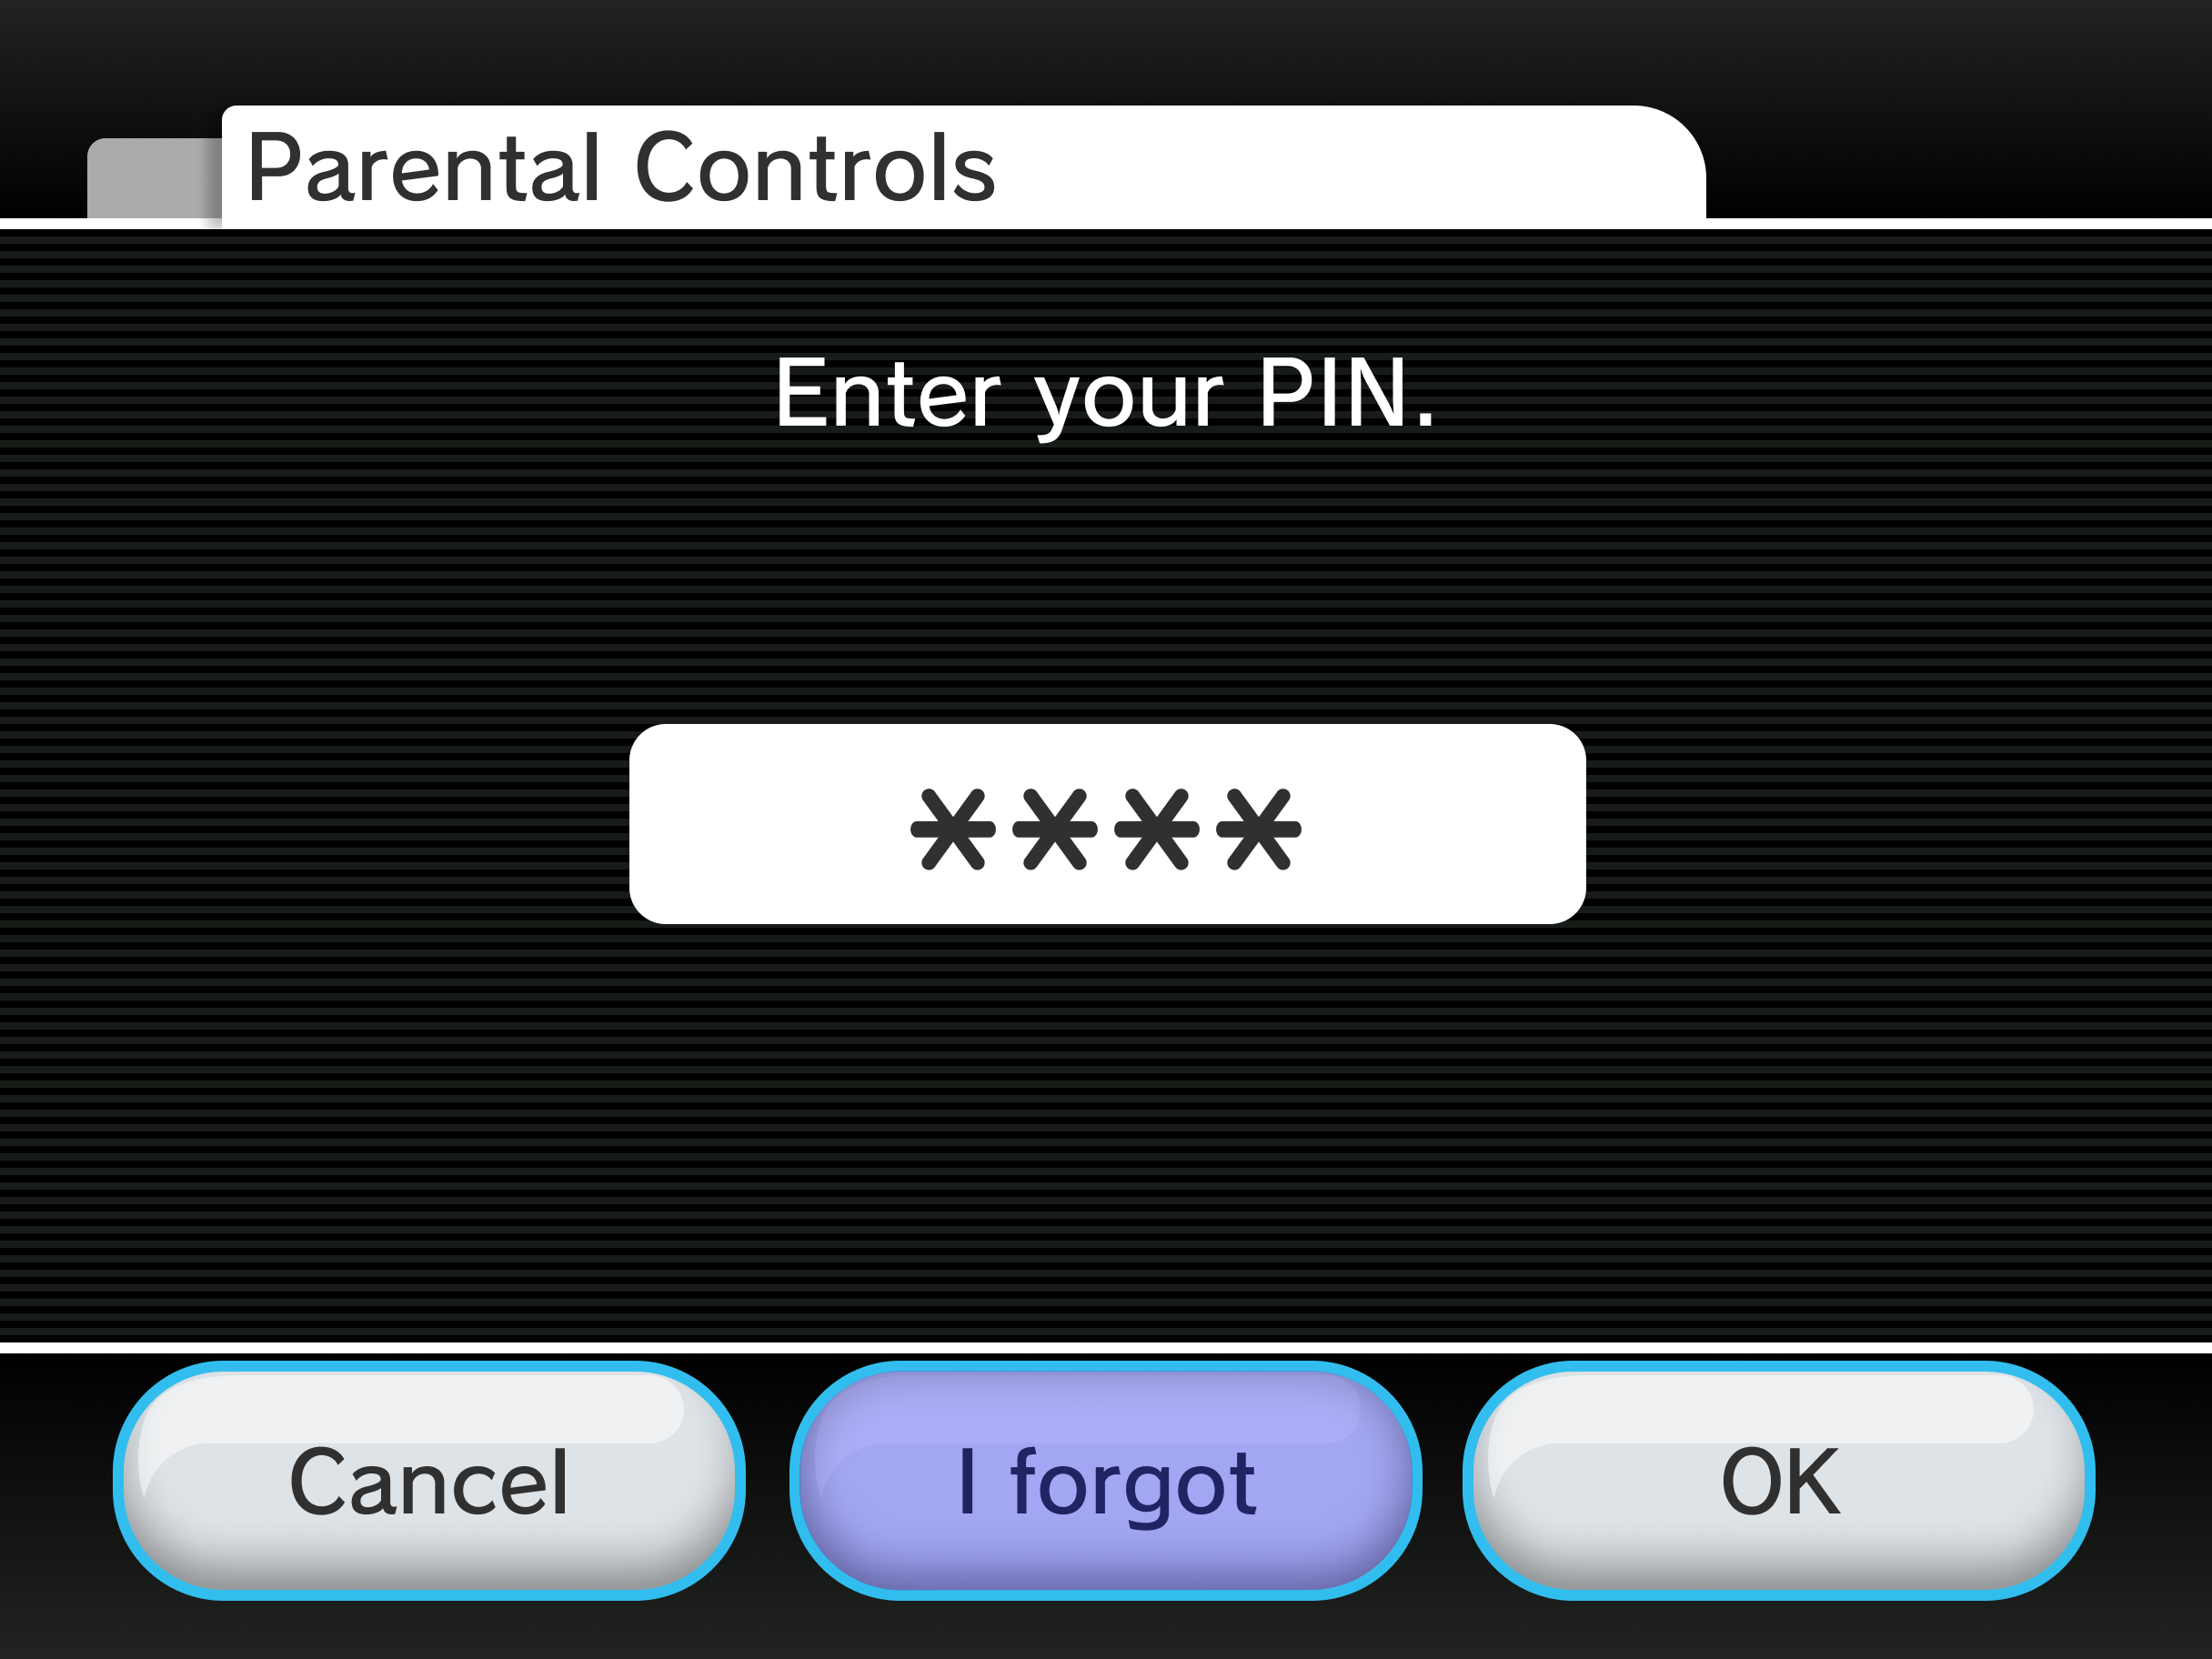 Parental Controls
Enter your PIN.
****
Cancel
I forgot
OK